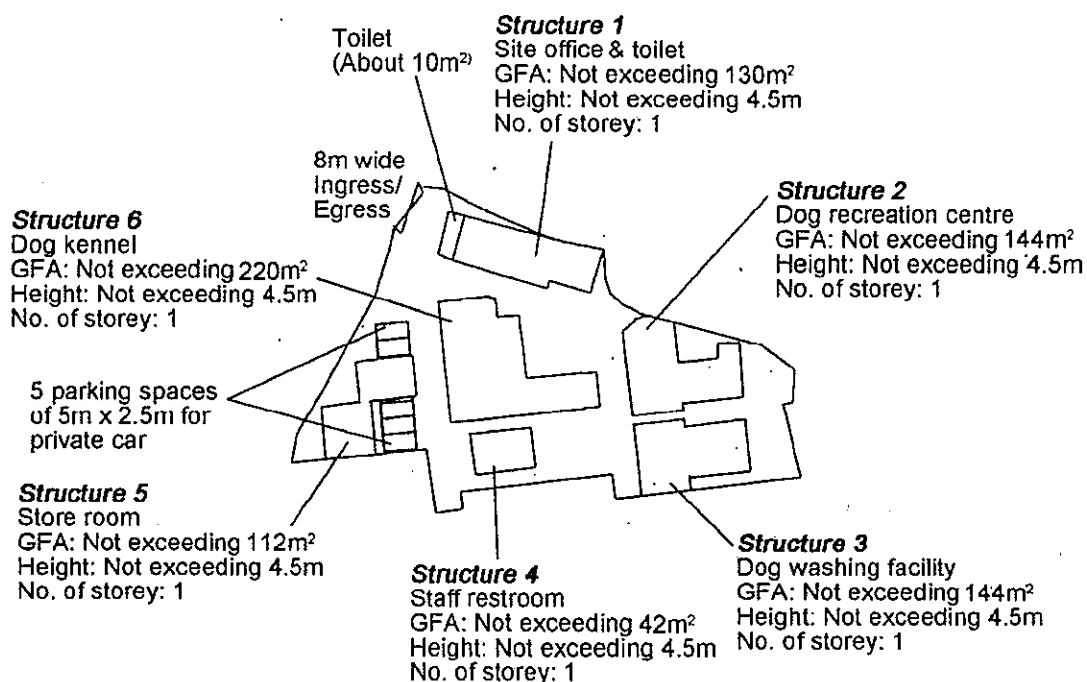 Toilet
(About 10m²)
Structure 1
Site office & toilet
GFA: Not exceeding 130m²
Height: Not exceeding 4.5m
No. of storey: 1
8m wide
Ingress/
Egress
Structure 2
Dog recreation centre
GFA: Not exceeding 144m²
Height: Not exceeding 4.5m
No. of storey: 1
Structure 6
Dog kennel
GFA: Not exceeding 220m²
Height: Not exceeding 4.5m
No. of storey: 1
5 parking spaces
of 5m x 2.5m for
private car
Structure 5
Store room
GFA: Not exceeding 112m²
Height: Not exceeding 4.5m
No. of storey: 1
Structure 4
Staff restroom
GFA: Not exceeding 42m²
Height: Not exceeding 4.5m
No. of storey: 1
Structure 3
Dog washing facility
GFA: Not exceeding 144m²
Height: Not exceeding 4.5m
No. of storey: 1